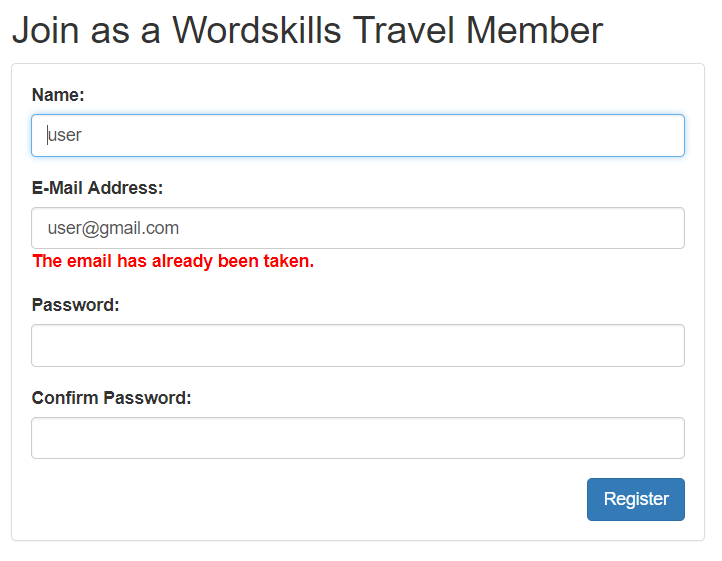 Join as a Wordskills Travel Member
Name:
user
E-Mail Address:
user@gmail.com
The email has already been taken.
Password:
Confirm Password:
Register